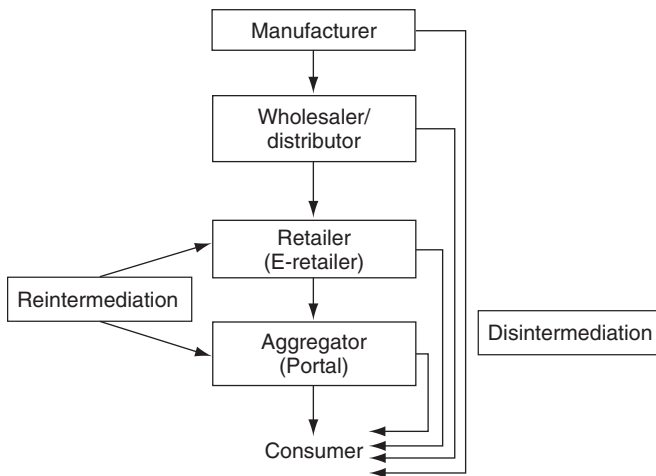 Manufacturer
Wholesaler/
distributor
Retailer
(E-retailer)
Reintermediation
Disintermediation
Aggregator
(Portal)
Consumer